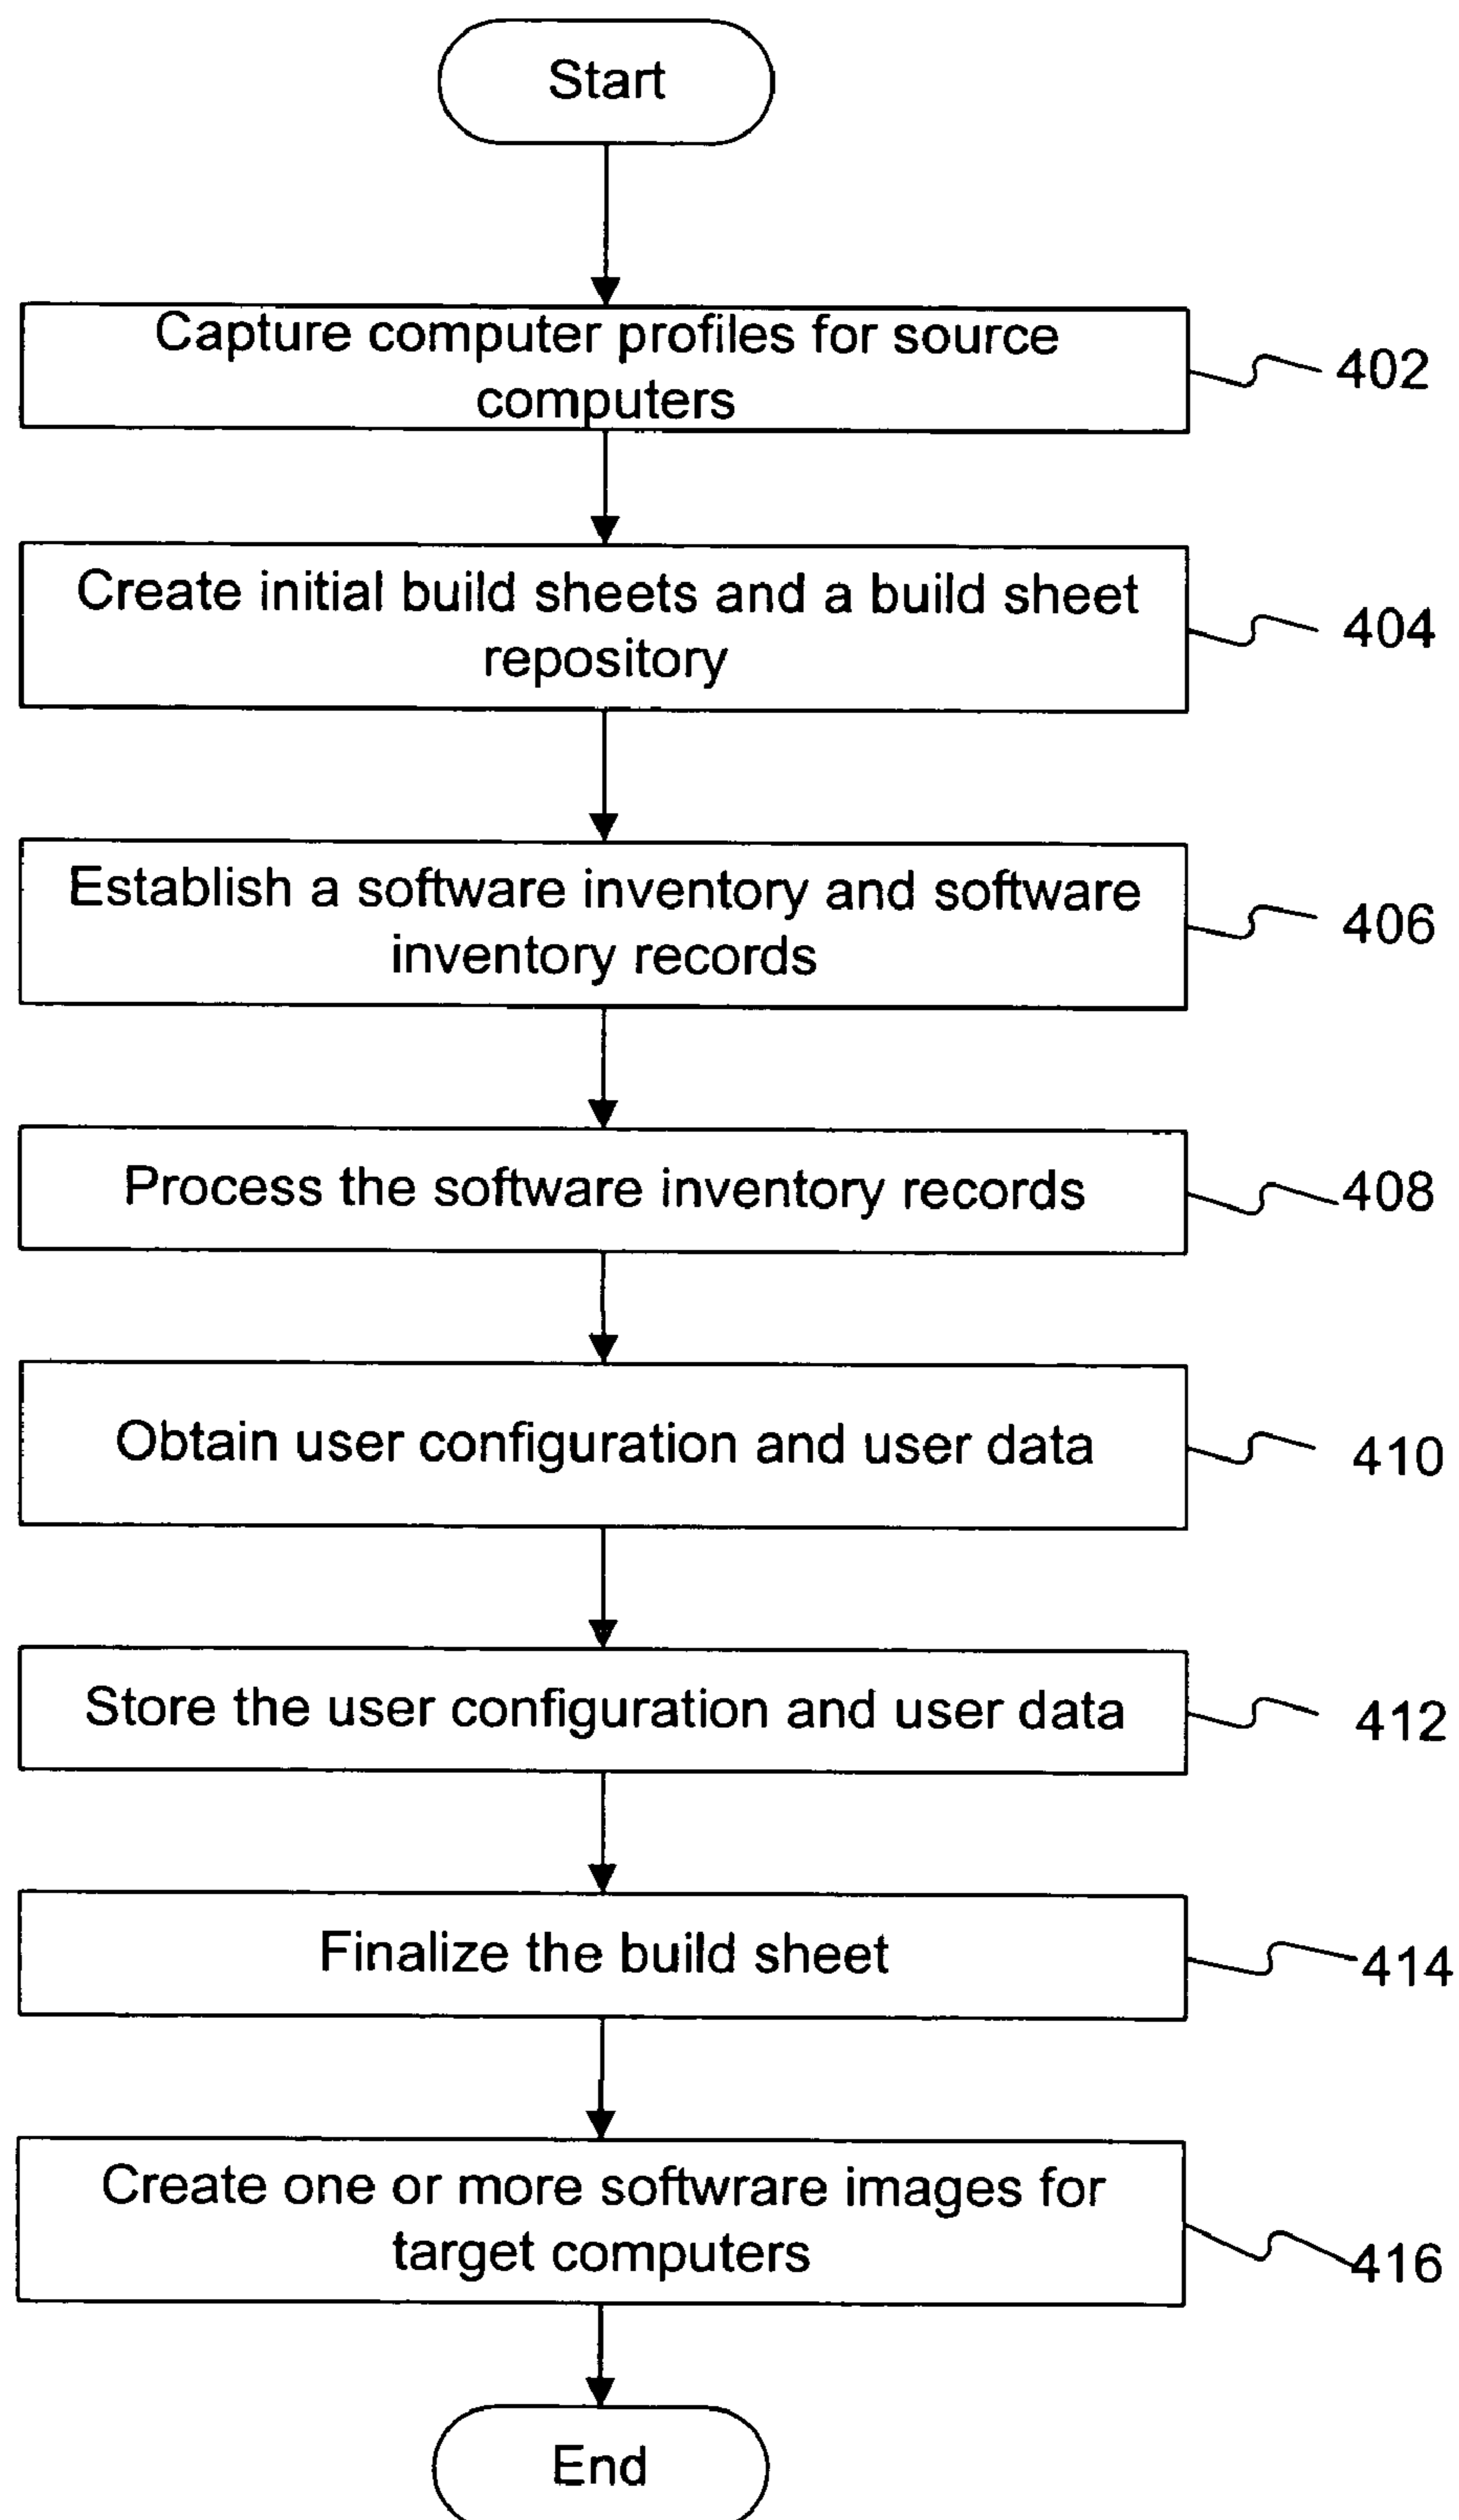 Start
Capture computer profiles for source
computers
402
Create initial build sheets and a build sheet
repository
404
Establish a software inventory and software
inventory records
406
Process the software inventory records
408
Obtain user configuration and user data
410
Store the user configuration and user data
412
Finalize the build sheet
414
Create one or more softwrare images for
target computers
416
End